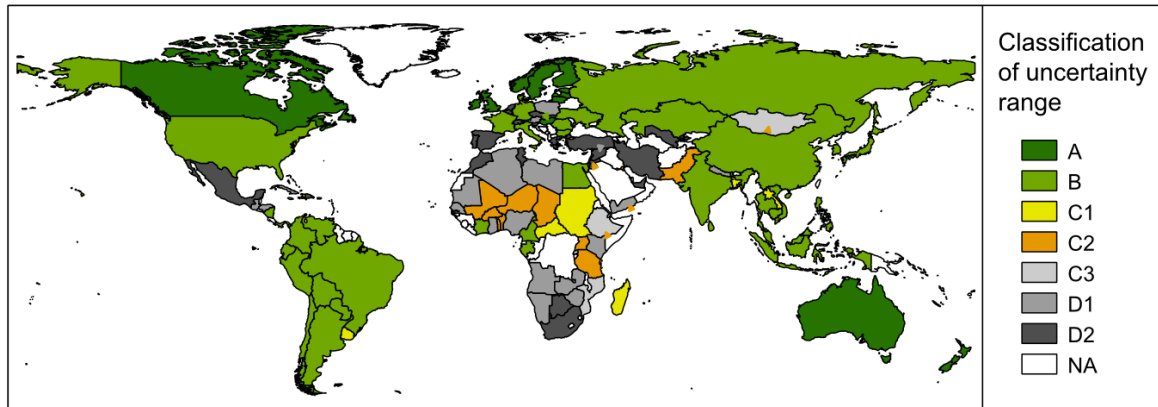 Classification
of uncertainty
range
A
B
C1
C2
C3
D1
D2
NA